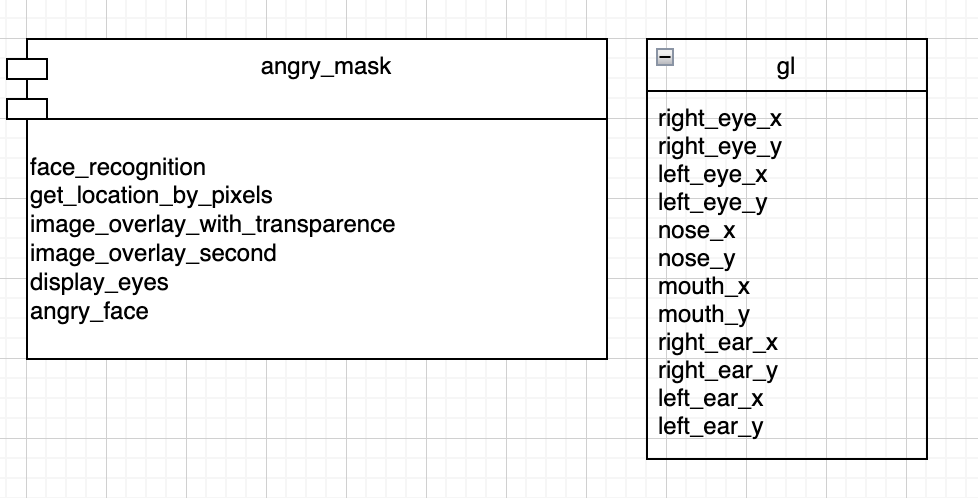 angry_mask
face_recognition
get_location_by_pixels
image_overlay_with_transparence
image_overlay_second
display_eyes
angry_face
gl
right_eye_x
right_eye_y
left_eye_x
left_eye_y
nose_x
nose_y
mouth_x
mouth_y
right_ear_x
right_ear_y
left_ear_x
left_ear_y